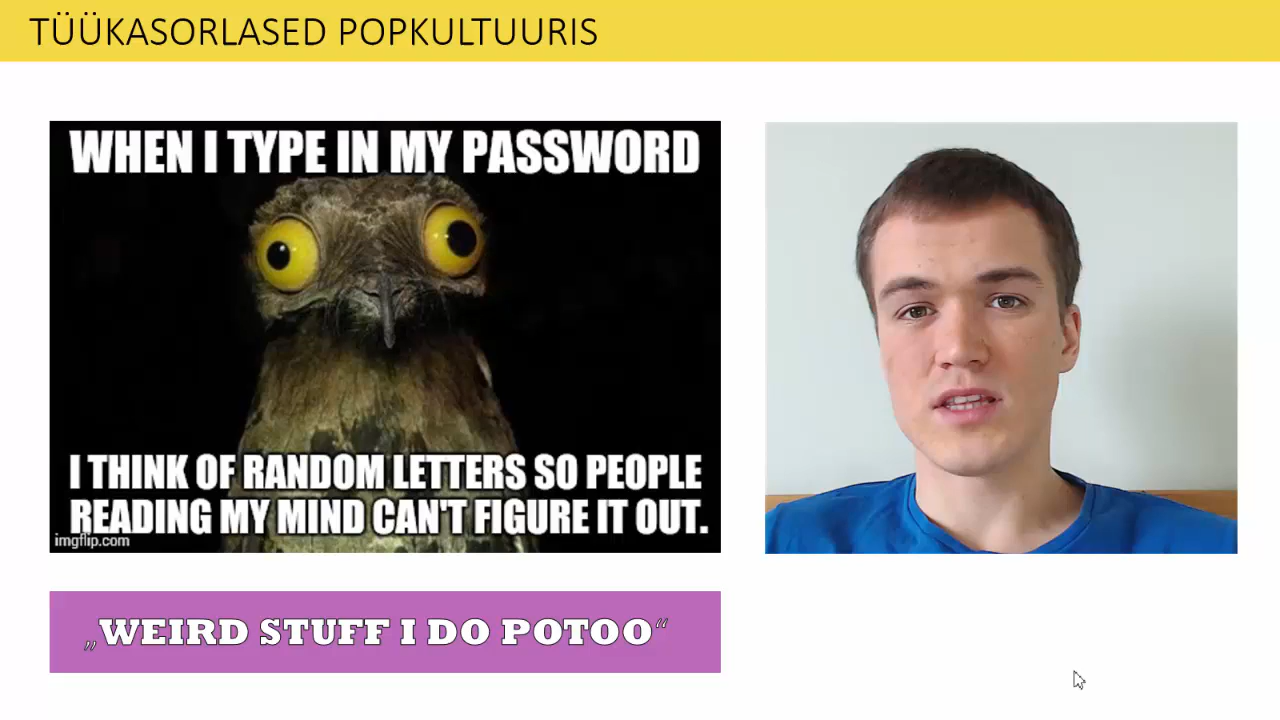 TÜÜKASORLASED POPKULTUURIS
WHEN I TYPE IN MY PASSWORD
I THINK OF RANDOM LETTERS SO PEOPLE
READING MY MIND CAN'T FIGURE IT OUT.
imgflip.com
„WEIRD STUFF I DO POTOO“